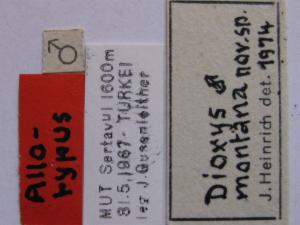 ♂
Allo-
typus
MUT Sertavul 1600m
31.5.1967 - TÜRKEI
leg J. Gusenleitner
Dioxys ♂
montana nov.sp.
J. Heinrich det. 1974